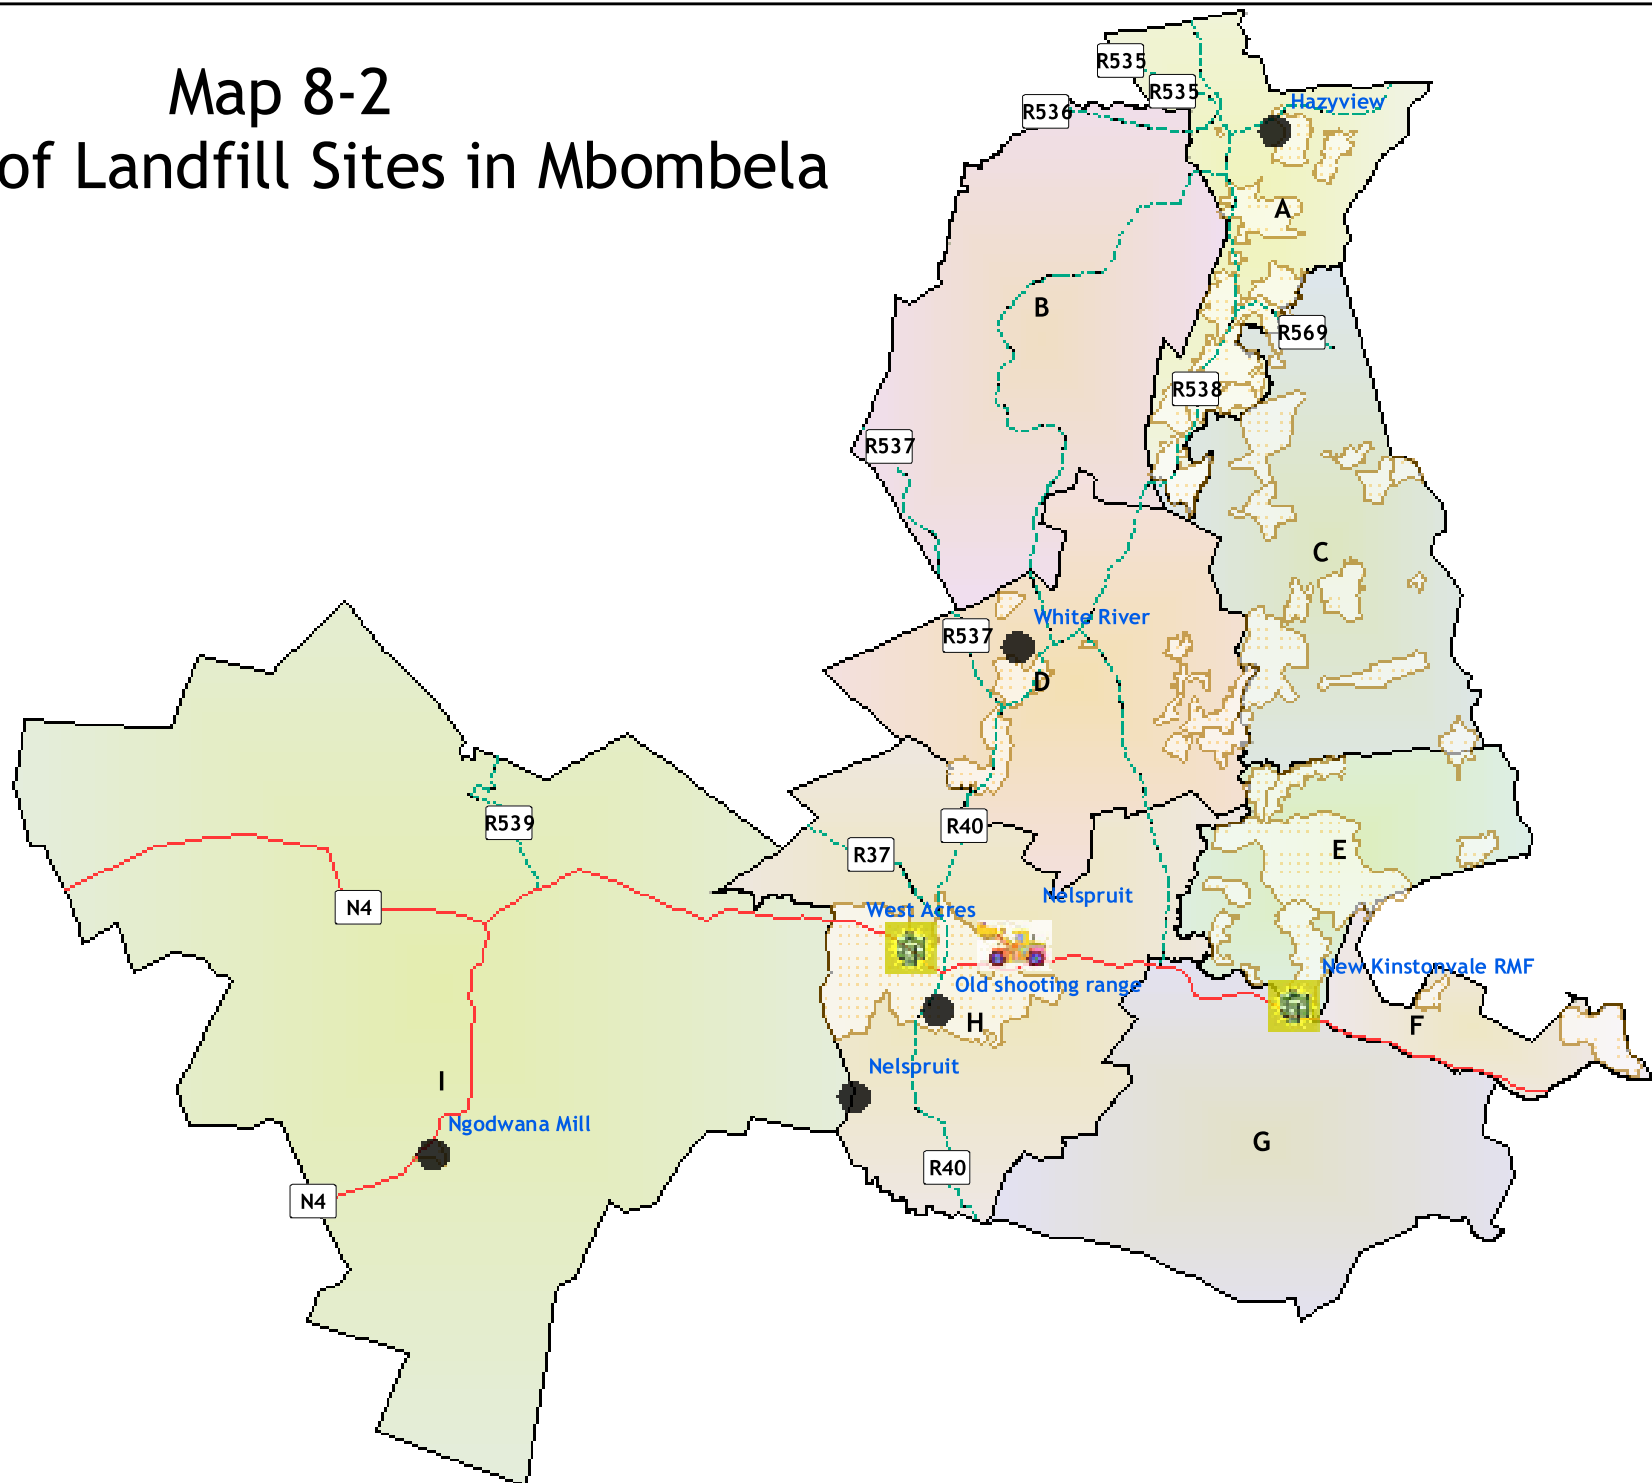 Map 8-2
of Landfill Sites in Mbombela
R535
R535
R536
Hazyview
A
B
R569
R538
R537
C
White River
R537
D
R539
R40
R37
E
N4
Nelspruit
West Acres
New Kinstonvale RMF
Old shooting range
H
F
Nelspruit
I
Ngodwana Mill
G
R40
N4